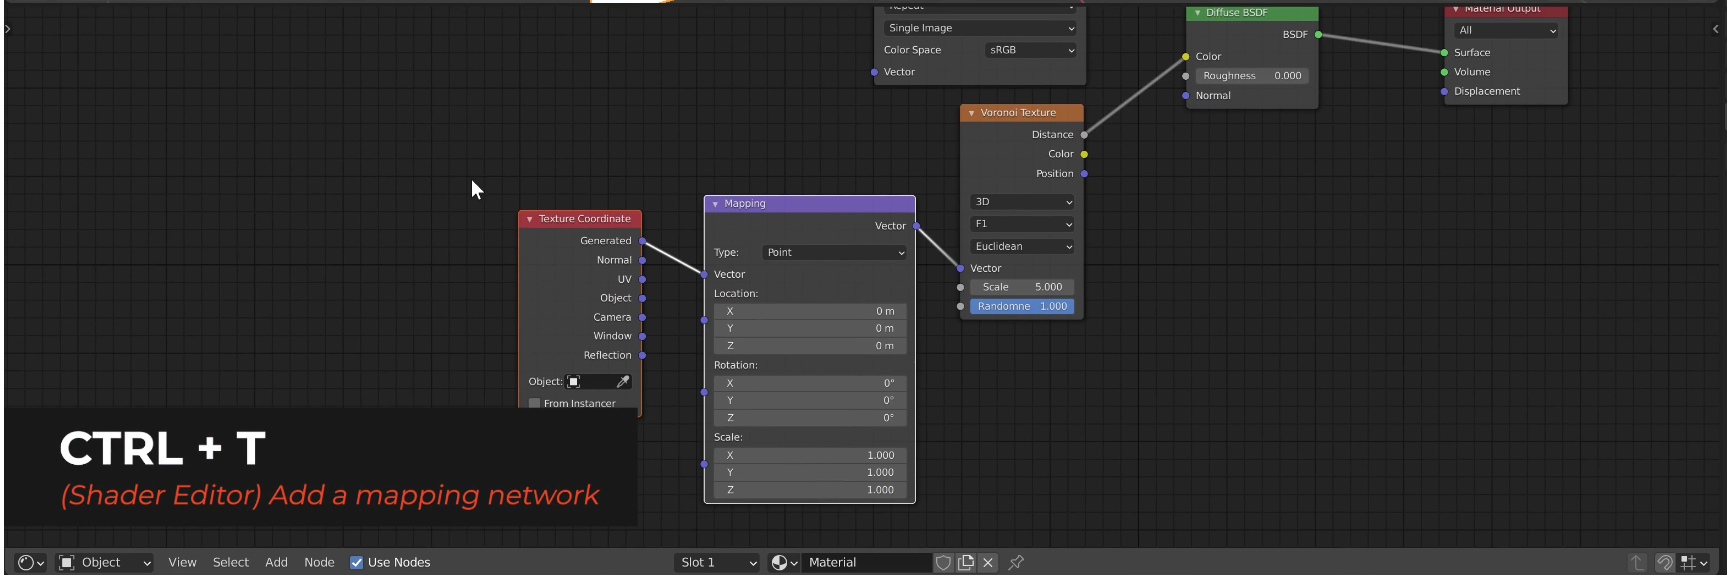 Repeat
Single Image
Color Space sRGB
Vector
Diffuse BSDF
BSDF
Color
Roughness 0.000
Normal
Material Output
All
Surface
Volume
Displacement
Voronoi Texture
Distance
Color
Position
3D
F1
Euclidean
Vector
Scale 5.000
Randomne 1.000
Texture Coordinate
Generated
Normal
UV
Object
Camera
Window
Reflection
Object:
From Instancer
Mapping
Vector
Type: Point
Vector
Location:
X 0 m
Y 0 m
Z 0 m
Rotation:
X 0°
Y 0°
Z 0°
Scale:
X 1.000
Y 1.000
Z 1.000
CTRL + T
(Shader Editor) Add a mapping network
Object View Select Add Node Use Nodes Slot 1 Material